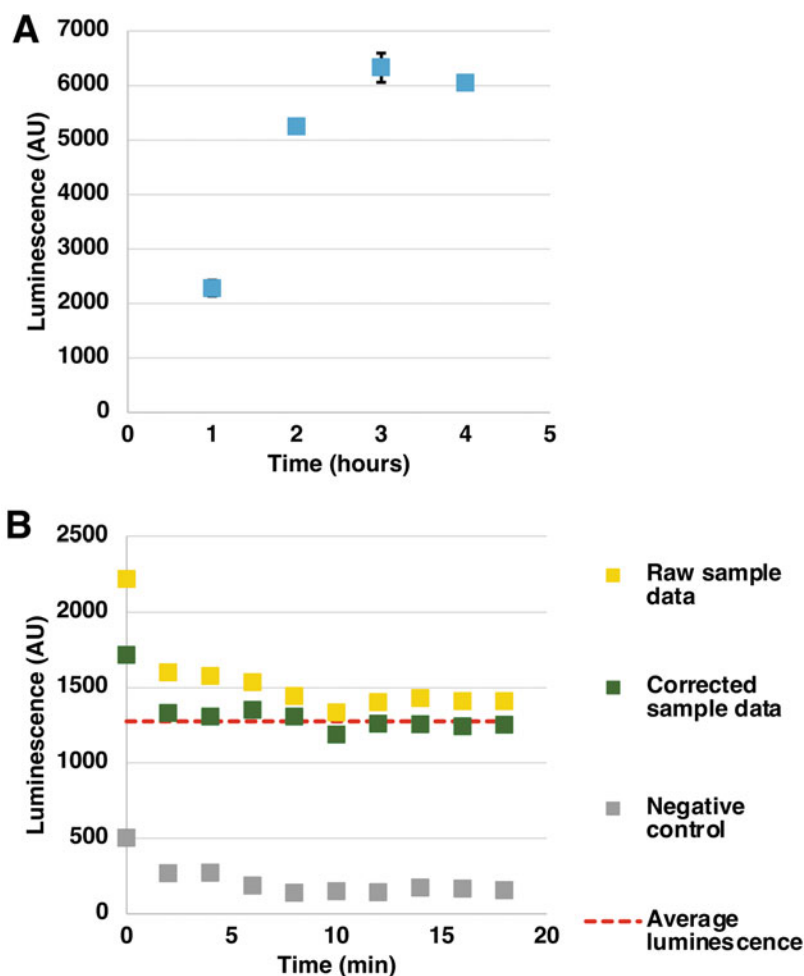 A
7000
6000
5000
4000
3000
2000
1000
0
Luminescence (AU)
0 1 2 3 4 5
Time (hours)
B
2500
2000
1500
1000
500
0
Luminescence (AU)
0 5 10 15 20
Time (min)
Raw sample
data
Corrected
sample data
Negative
control
Average
luminescence